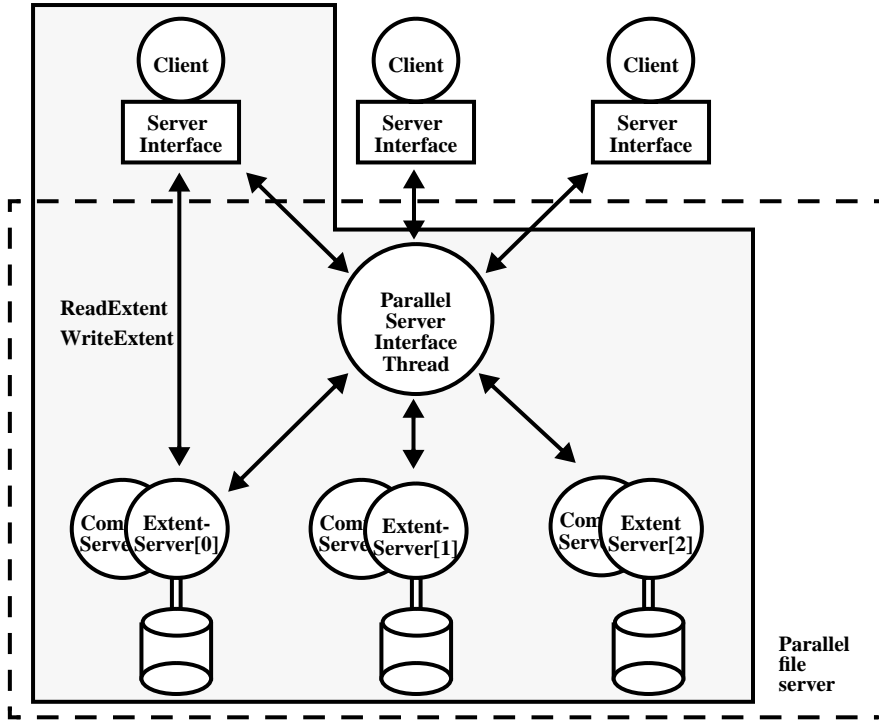 Client
Client
Client
Server
Interface
Server
Interface
Server
Interface
ReadExtent
WriteExtent
Parallel
Server
Interface
Thread
Extent-
Server[0]
Extent-
Server[1]
Extent
Server[2]
Parallel
file
server